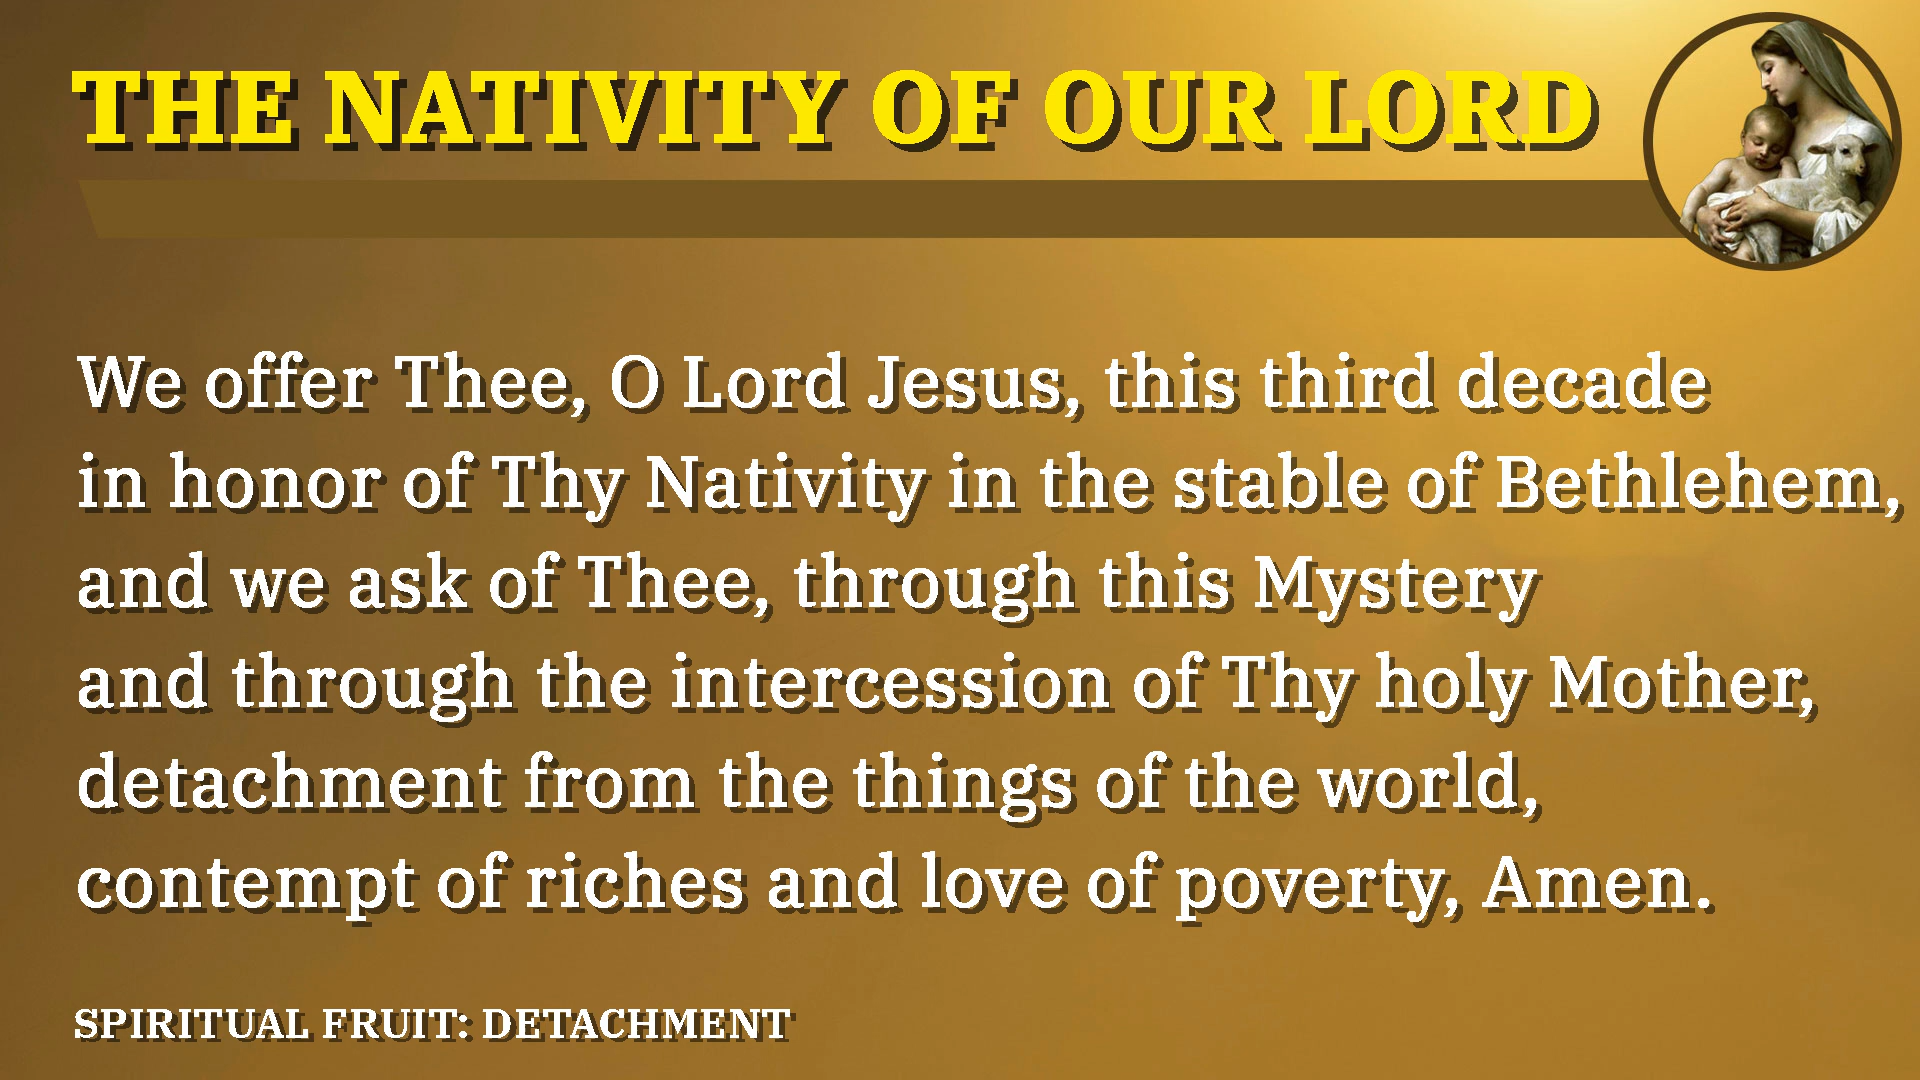 THE NATIVITY OF OUR LORD
We offer Thee, O Lord Jesus, this third decade
in honor of Thy Nativity in the stable of Bethlehem,
and we ask of Thee, through this Mystery
and through the intercession of Thy holy Mother,
detachment from the things of the world,
contempt of riches and love of poverty, Amen.
SPIRITUAL FRUIT: DETACHMENT